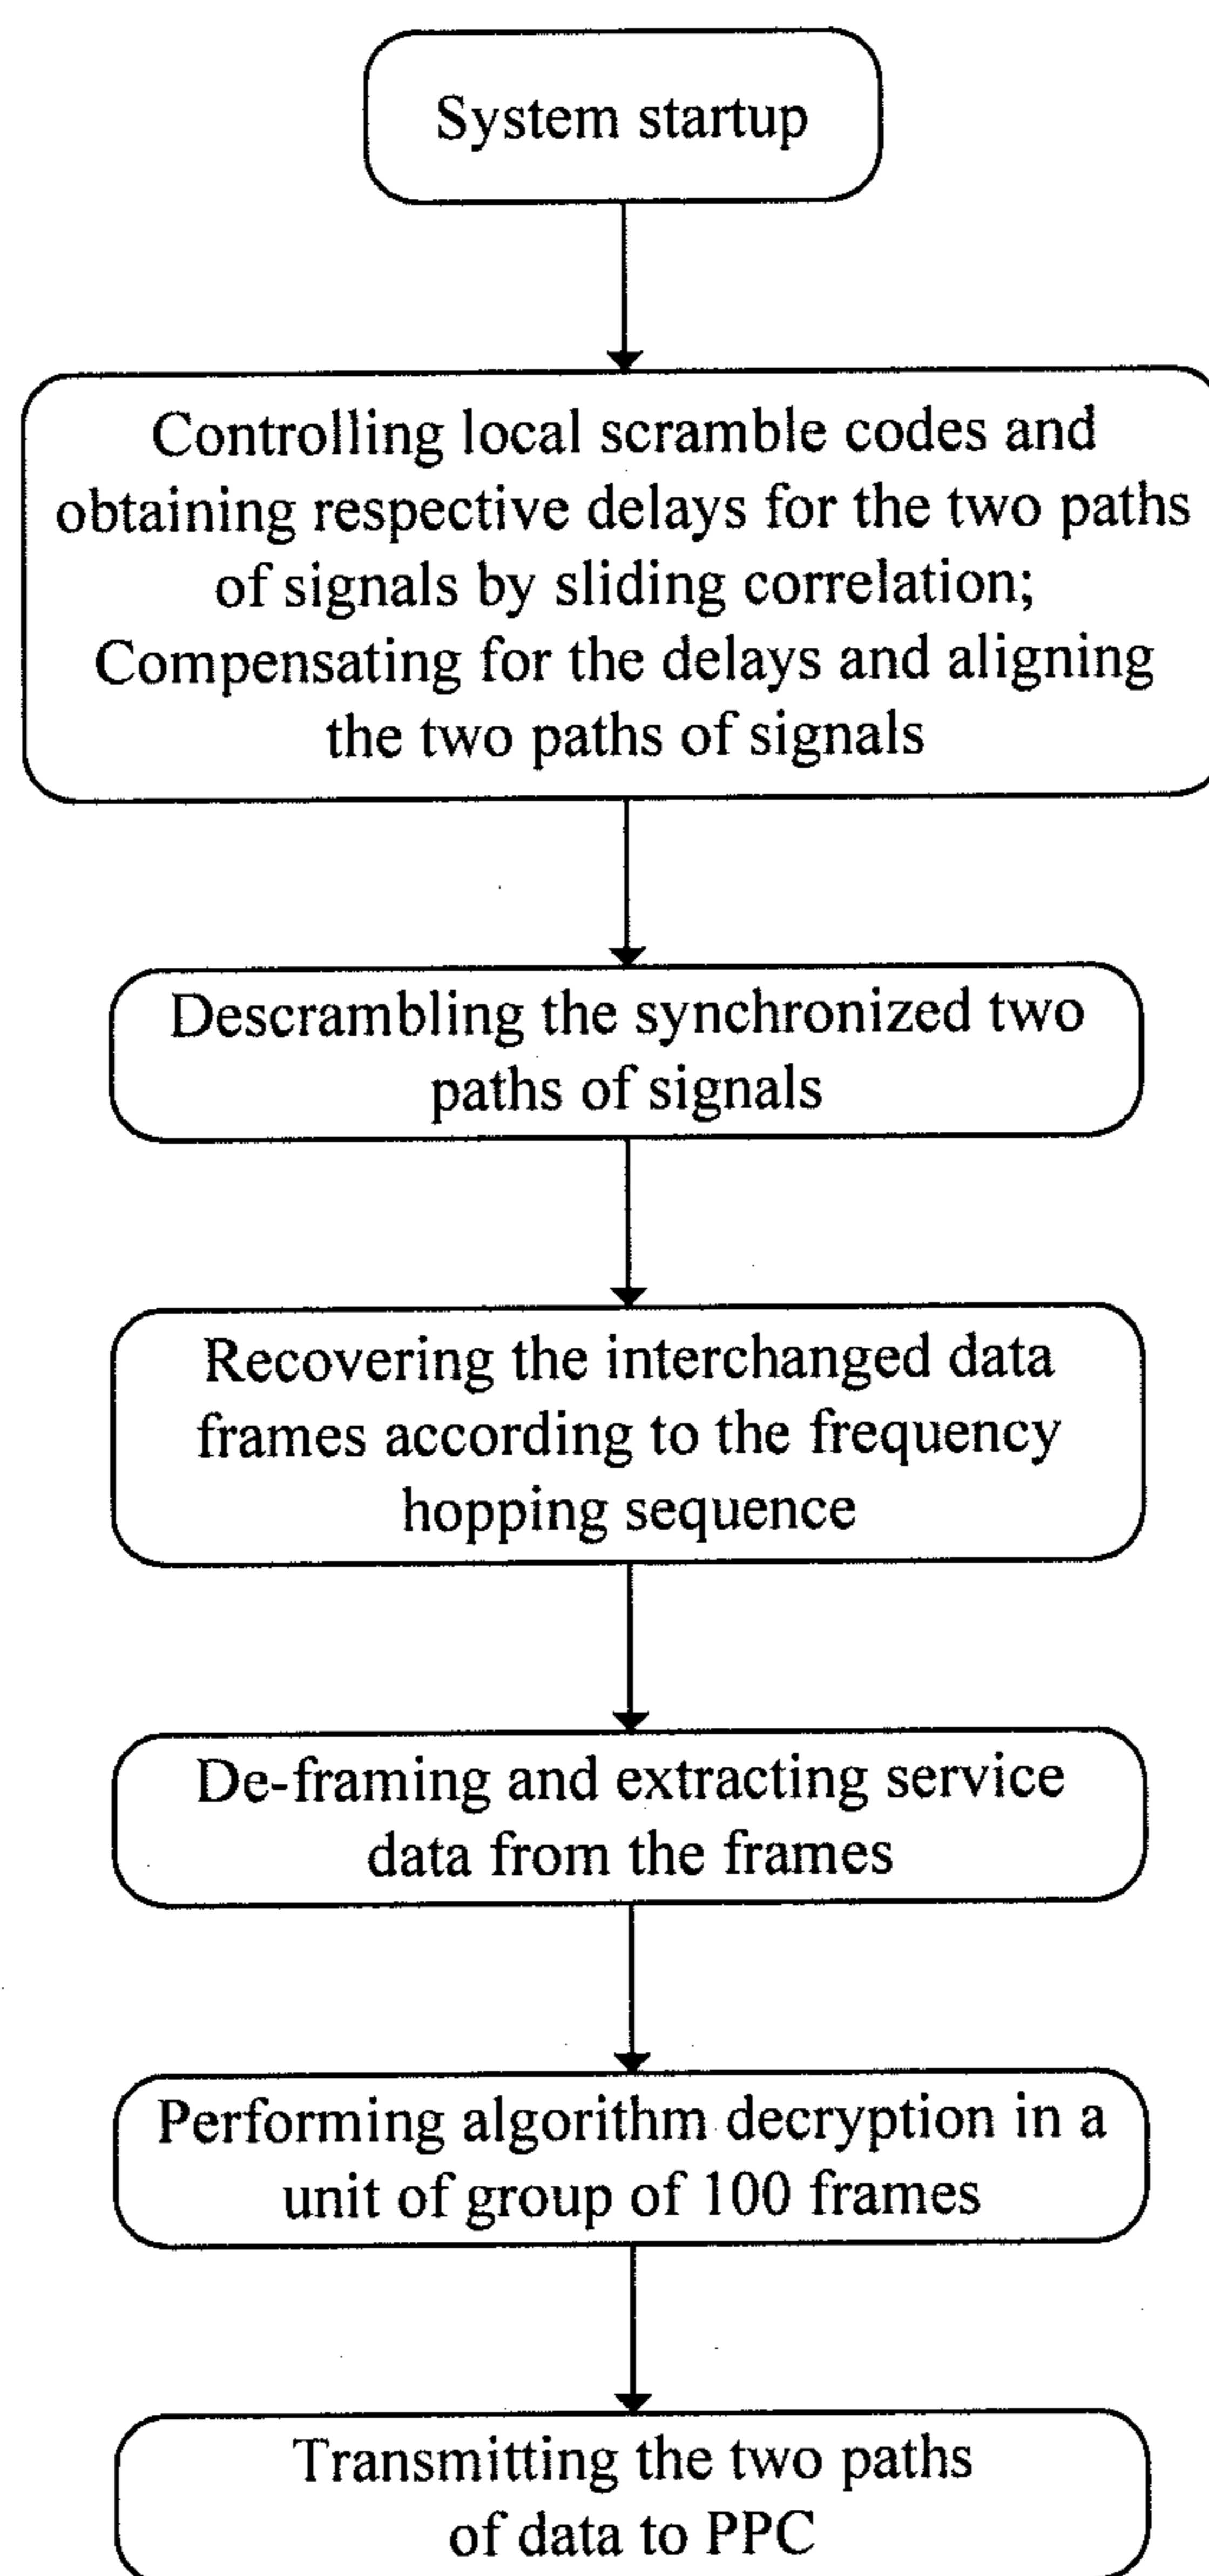 System startup
Controlling local scramble codes and
obtaining respective delays for the two paths
of signals by sliding correlation;
Compensating for the delays and aligning
the two paths of signals
Descrambling the synchronized two
paths of signals
Recovering the interchanged data
frames according to the frequency
hopping sequence
De-framing and extracting service
data from the frames
Performing algorithm decryption in a
unit of group of 100 frames
Transmitting the two paths
of data to PPC